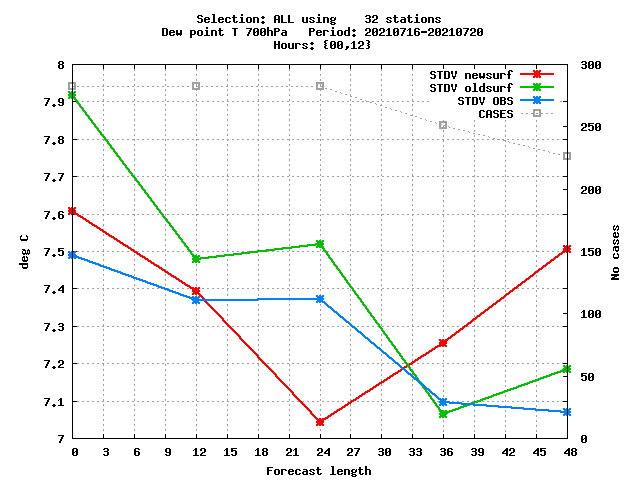 Selection: ALL using    32 stations
Dew point T 700hPa   Period: 20210716-20210720
Hours: {00,12}
STDV newsurf
STDV oldsurf
STDV OBS
CASES
8
7.9
7.8
7.7
7.6
7.5
7.4
7.3
7.2
7.1
7
deg C
300
250
200
150
100
50
0
No cases
0 3 6 9 12 15 18 21 24 27 30 33 36 39 42 45 48
Forecast length